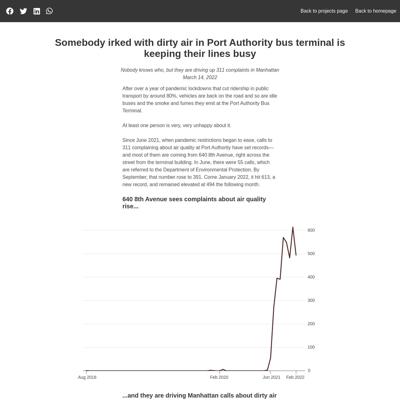 Back to projects page Back to homepage
Somebody irked with dirty air in Port Authority bus terminal is
keeping their lines busy
Nobody knows who, but they are driving up 311 complaints in Manhattan
March 14, 2022
After over a year of pandemic lockdowns that cut ridership in public
transport by around 80%, vehicles are back on the road and so are idle
buses and the smoke and fumes they emit at the Port Authority Bus
Terminal.
At least one person is very, very unhappy about it.
Since June 2021, when pandemic restrictions began to ease, calls to
311 complaining about air quality at Port Authority have set records—
and most of them are coming from 640 8th Avenue, right across the
street from the terminal building. In June, there were 55 calls, which
are referred to the Department of Environmental Protection. By
September, that number rose to 391. Come January 2022, it hit 613, a
new record, and remained elevated at 494 the following month.
640 8th Avenue sees complaints about air quality
rise...
600
500
400
300
200
100
0
Aug 2016 Feb 2020 Jun 2021 Feb 2022
...and they are driving Manhattan calls about dirty air